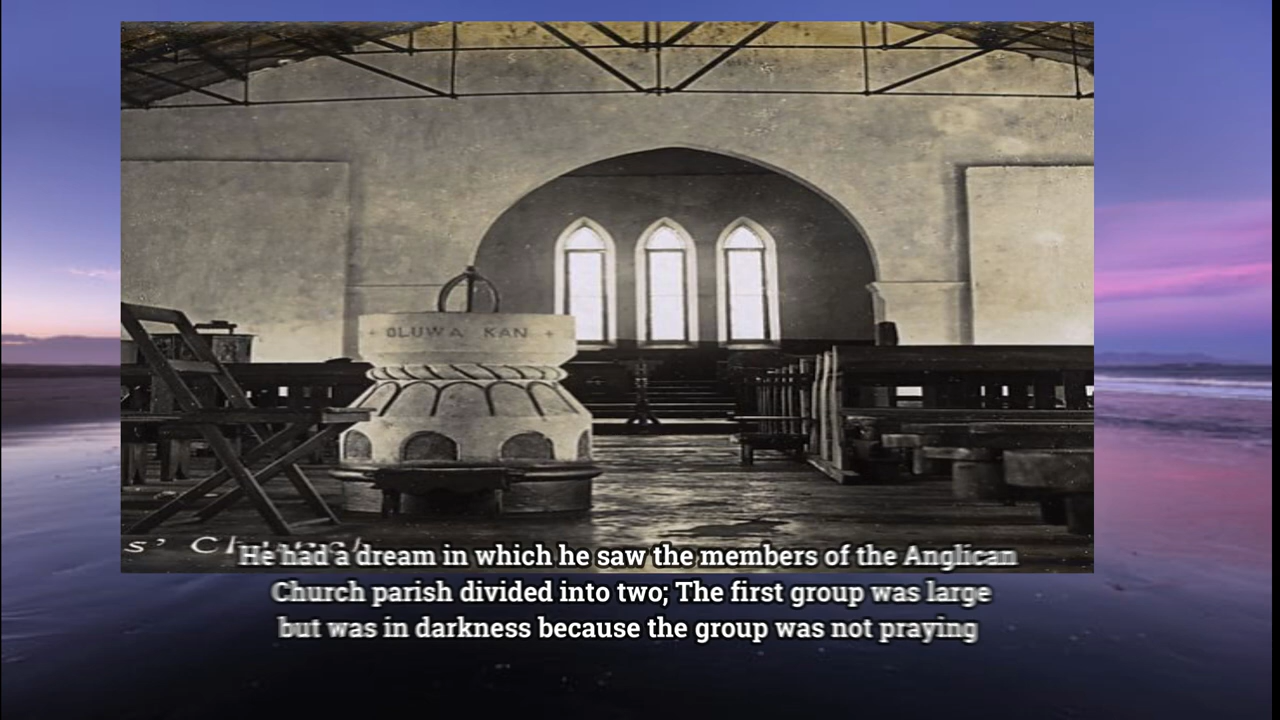 + OLUWA KAN +
He had a dream in which he saw the members of the Anglican
Church parish divided into two; The first group was large
but was in darkness because the group was not praying